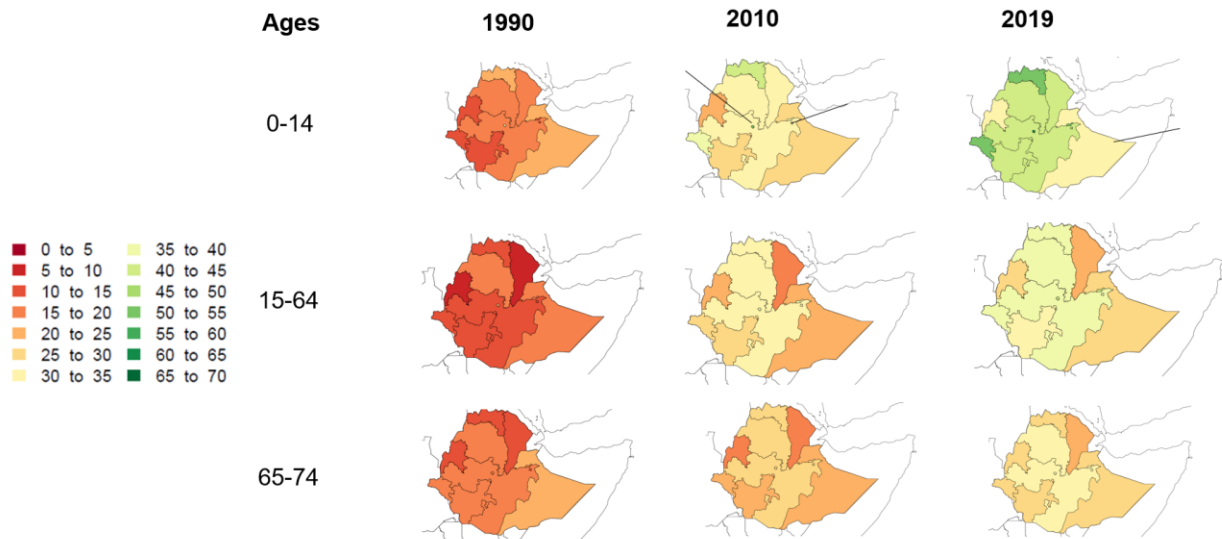 Ages 1990 2010 2019
0-14
0 to 5 35 to 40
5 to 10 40 to 45
10 to 15 45 to 50
15 to 20 50 to 55
20 to 25 55 to 60
25 to 30 60 to 65
30 to 35 65 to 70
15-64
65-74